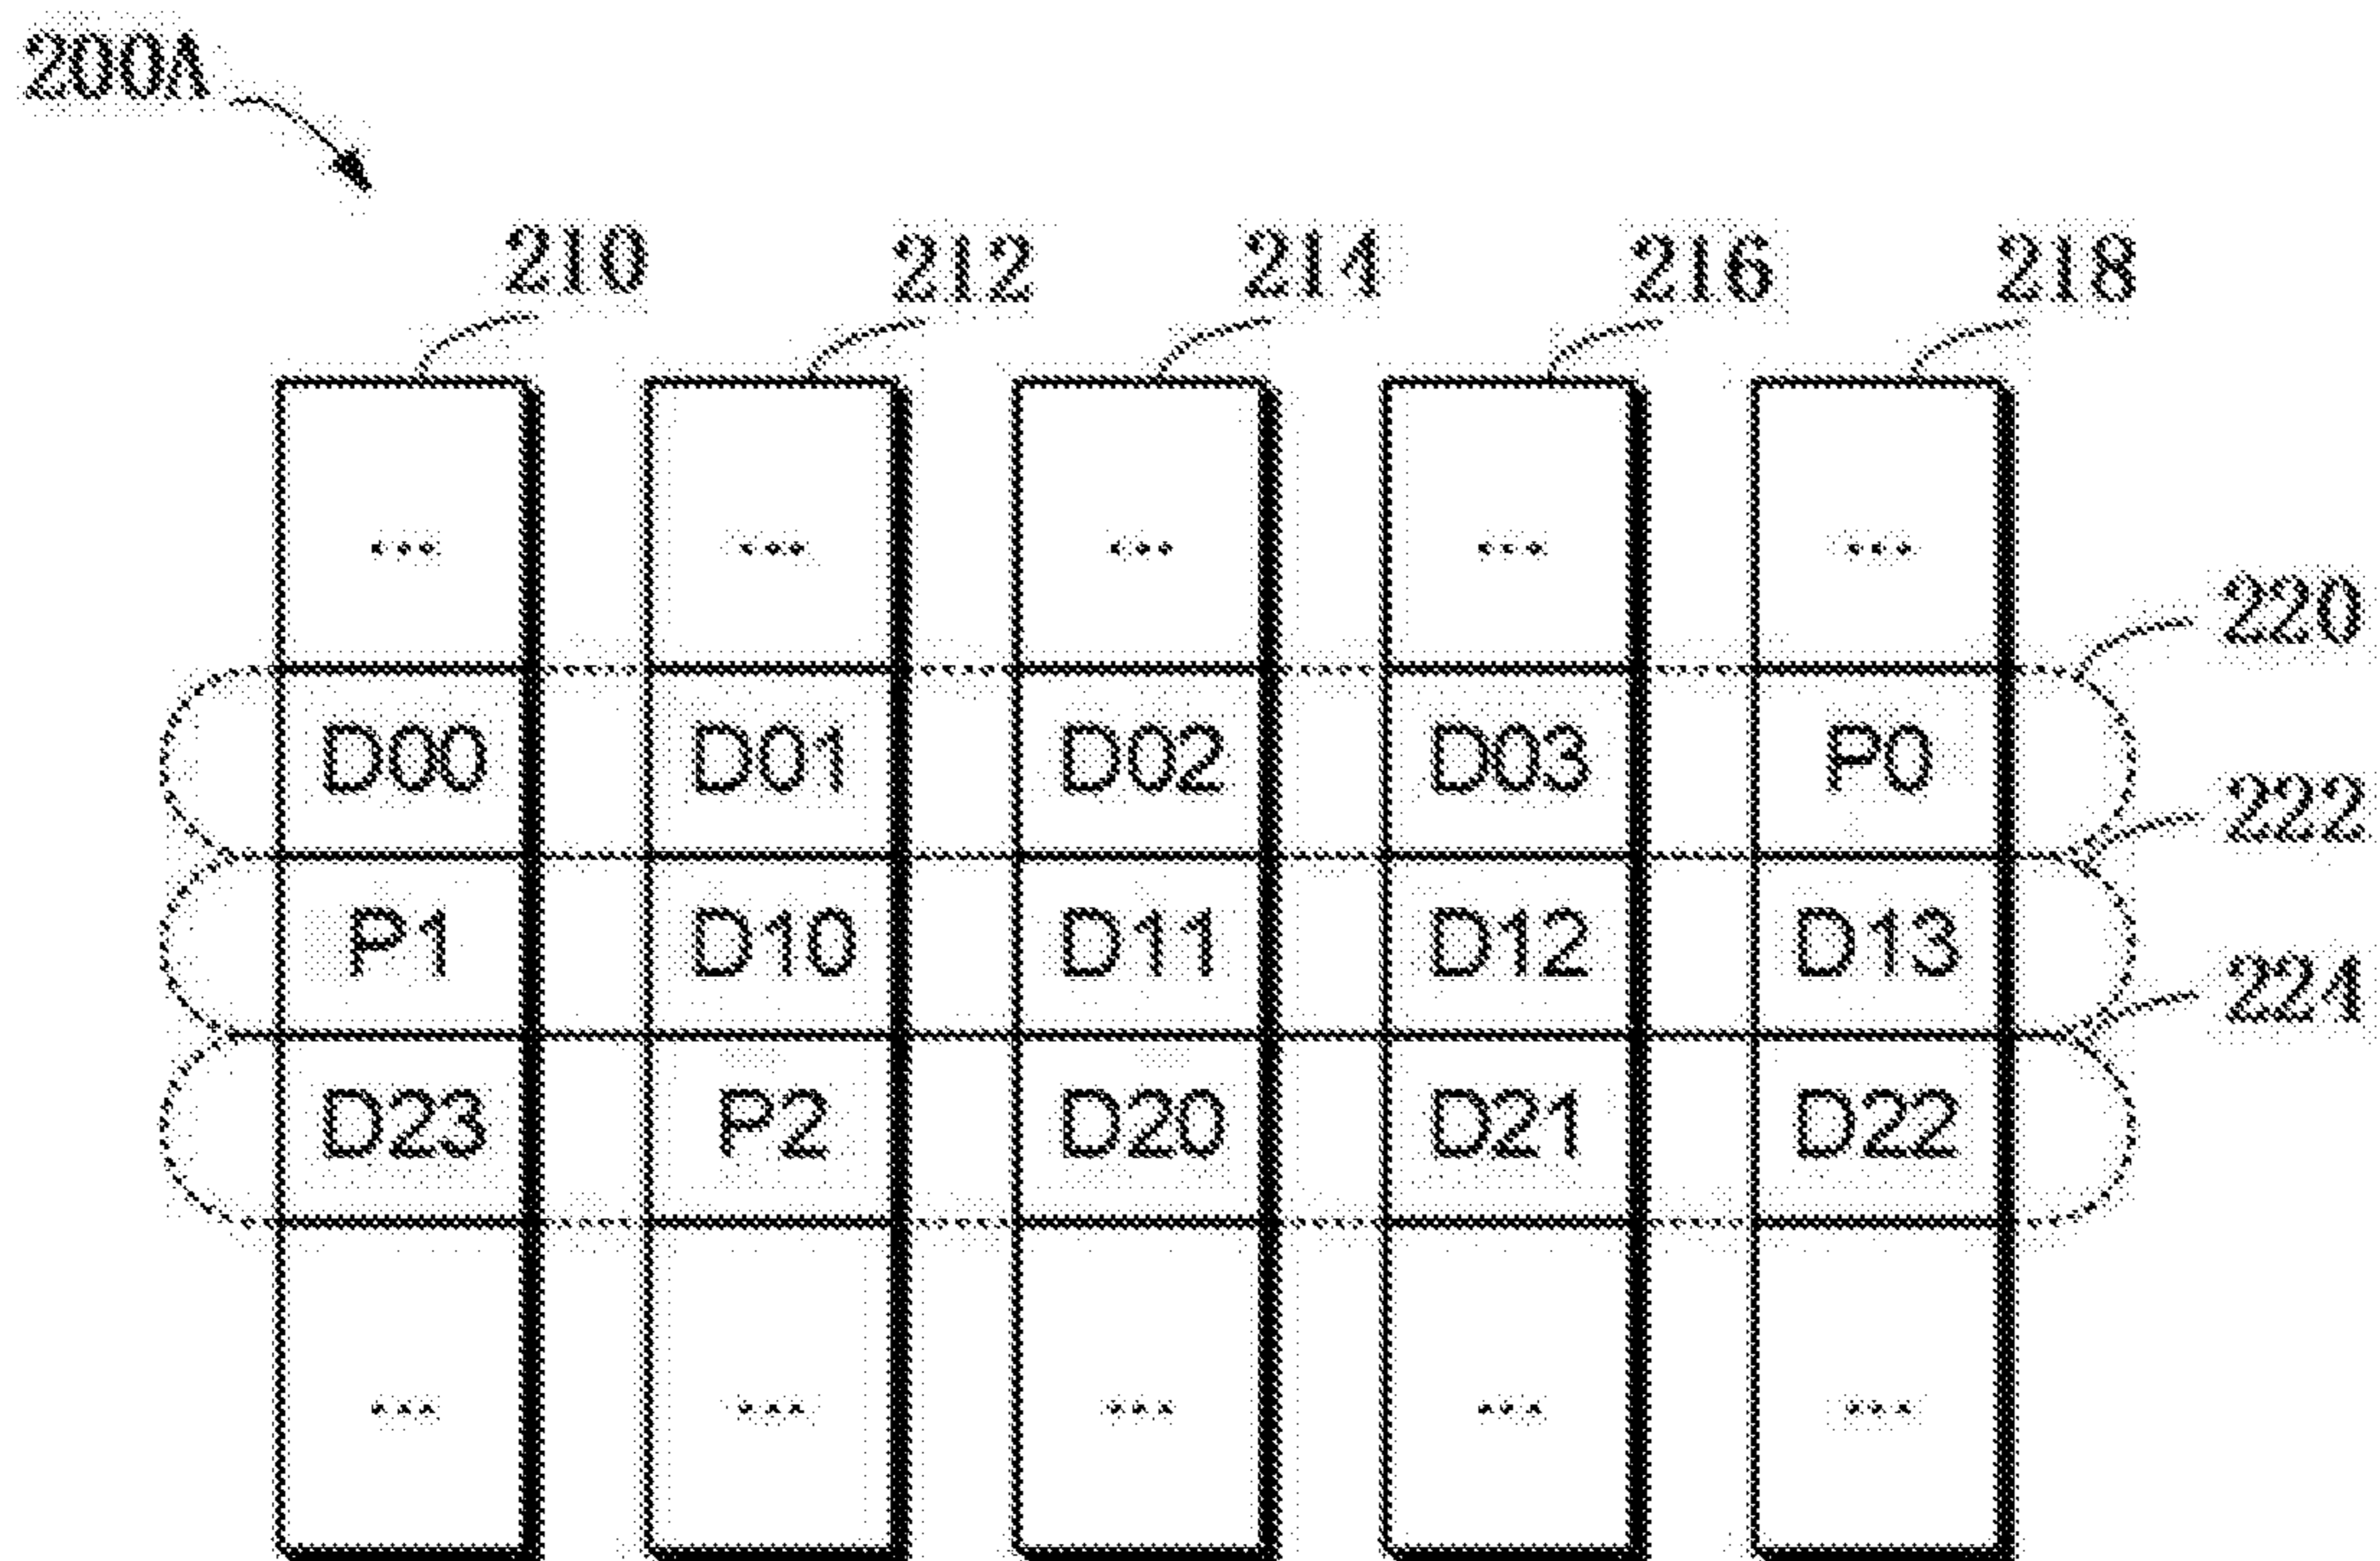 200A
210 212 214 216 218
... ... ... ... ...
220
D00 D01 D02 D03 P0
222
P1 D10 D11 D12 D13
224
D23 P2 D20 D21 D22
... ... ... ... ...